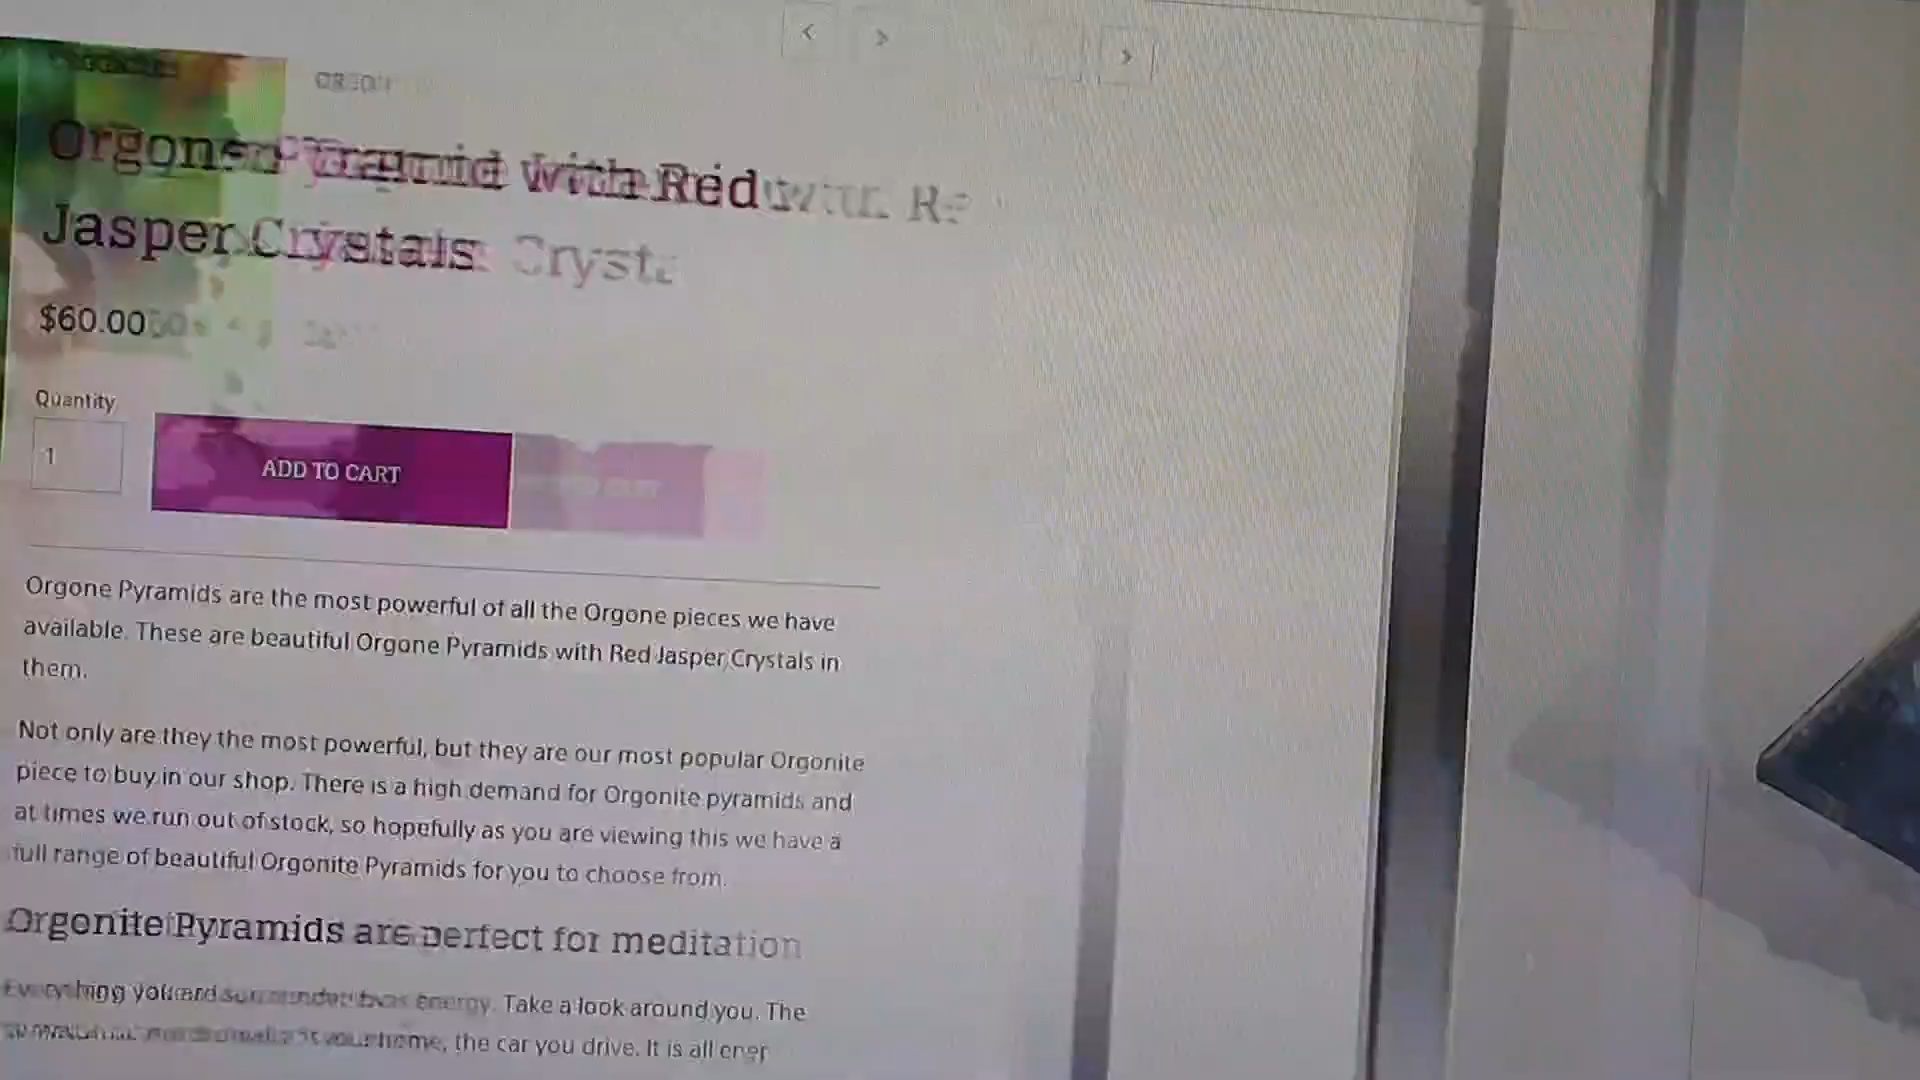 Orgone Pyramid with Red
Jasper Crystals
$60.00
Quantity
1
ADD TO CART
Orgone Pyramids are the most powerful of all the Orgone pieces we have
available. These are beautiful Orgone Pyramids with Red Jasper Crystals in
them.
Not only are they the most powerful, but they are our most popular Orgonite
piece to buy in our shop. There is a high demand for Orgonite pyramids and
at times we run out of stock, so hopefully as you are viewing this we have a
full range of beautiful Orgonite Pyramids for you to choose from.
Orgonite Pyramids are perfect for meditation
Everything you energy. Take a look around you. The
home, the car you drive. It is all ener